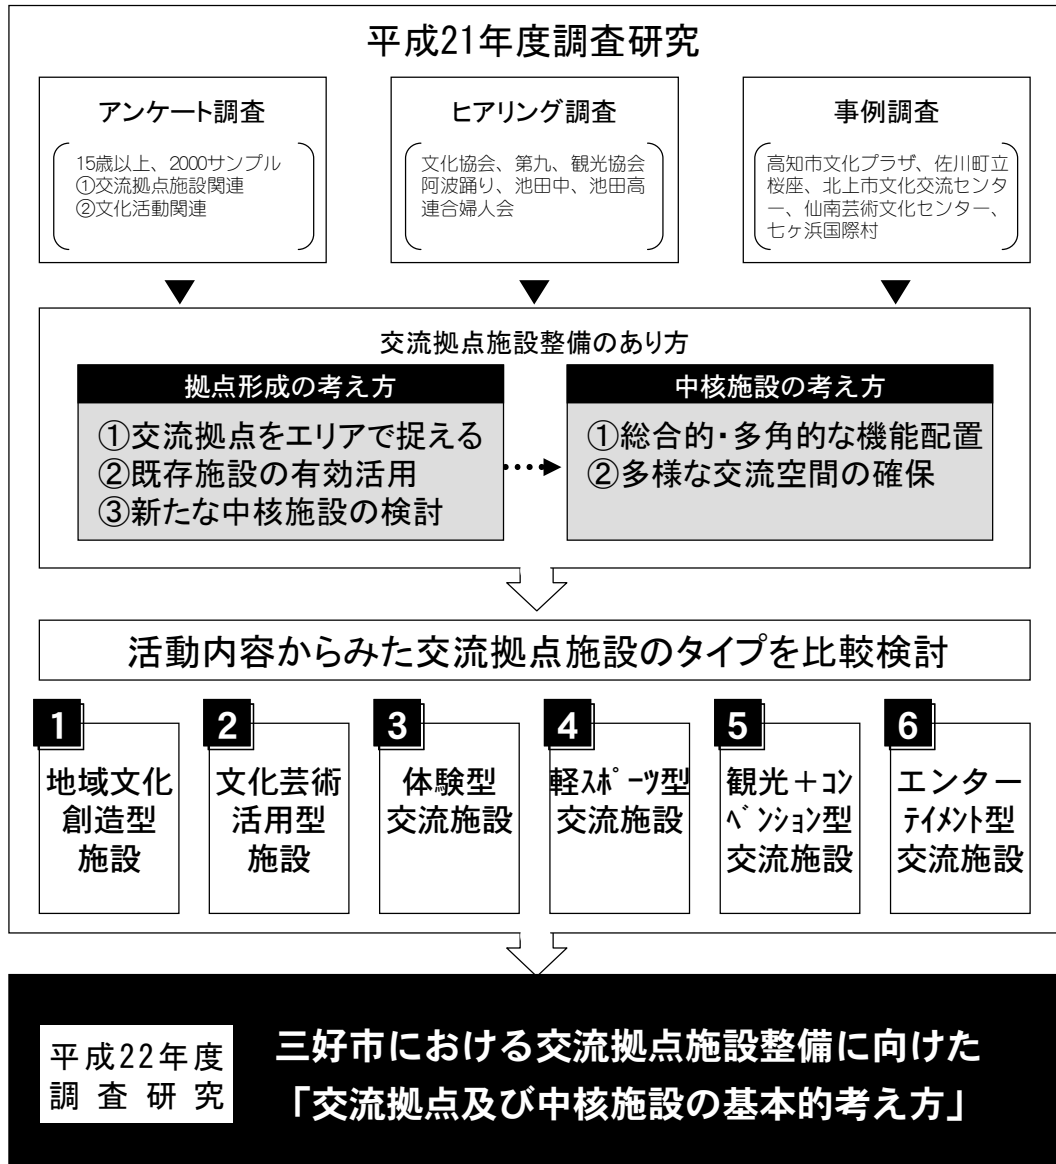 平成21年度調査研究
アンケート調査
15歳以上、2000サンプル
①交流拠点施設関連
②文化活動関連
ヒアリング調査
文化協会、第九、観光協会
阿波踊り、池田中、池田高
連合婦人会
事例調査
高知市文化プラザ、佐川町立
桜座、北上市文化交流センタ
ー、仙南芸術文化センター、
七ヶ浜国際村
交流拠点施設整備のあり方
拠点形成の考え方
①交流拠点をエリアで捉える
②既存施設の有効活用
③新たな中核施設の検討
中核施設の考え方
①総合的・多角的な機能配置
②多様な交流空間の確保
活動内容からみた交流拠点施設のタイプを比較検討
1
地域文化
創造型
施設
2
文化芸術
活用型
施設
3
体験型
交流施設
4
軽ｽﾎﾟｰﾂ型
交流施設
5
観光＋ｺﾝ
ﾍﾞﾝｼｮﾝ型
交流施設
6
エンター
ﾃｲﾒﾝﾄ型
交流施設
平成22年度
調査研究
三好市における交流拠点施設整備に向けた
「交流拠点及び中核施設の基本的考え方」